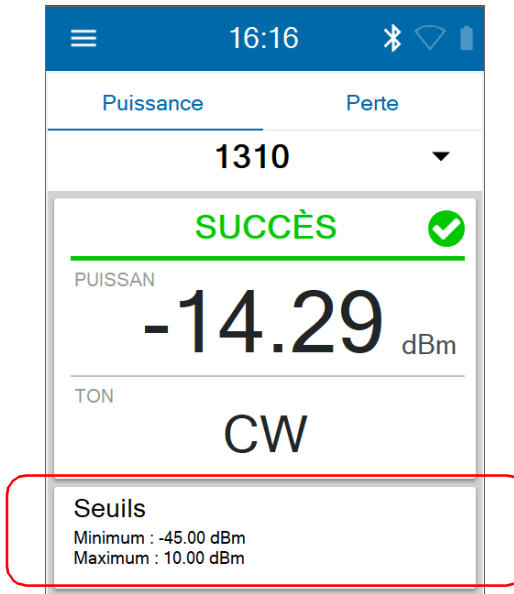 16:16
Puissance Perte
1310
SUCCÈS
PUISSAN
-14.29 dBm
TON
CW
Seuils
Minimum : -45.00 dBm
Maximum : 10.00 dBm